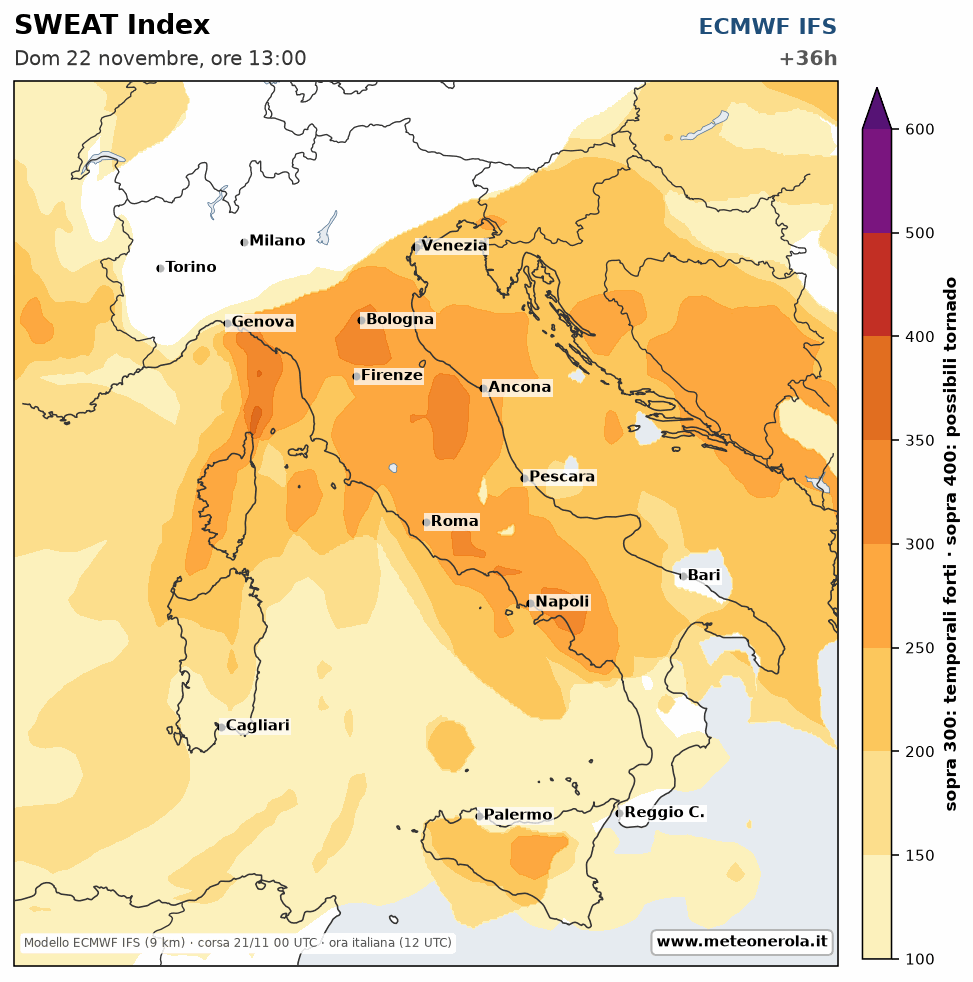 SWEAT Index
ECMWF IFS
Dom 22 novembre, ore 13:00
+36h
Milano
Venezia
Torino
Genova
Bologna
Firenze
Ancona
Pescara
Roma
Bari
Napoli
Cagliari
Palermo
Reggio C.
600
500
400
350
300
250
200
150
100
sopra 300: temporali forti · sopra 400: possibili tornado
Modello ECMWF IFS (9 km) · corsa 21/11 00 UTC · ora italiana (12 UTC)
www.meteonerola.it